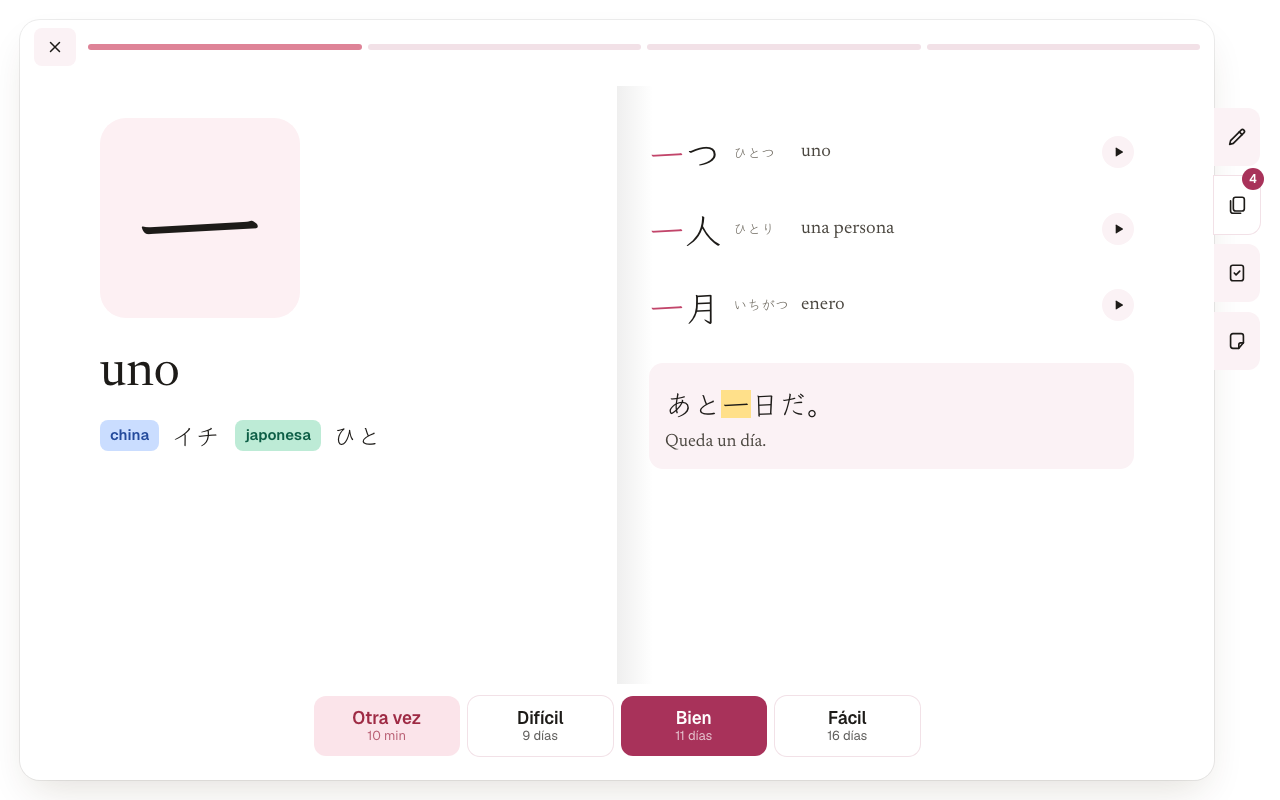 一
uno
china イチ japonesa ひと
一つ ひとつ uno
一人 ひとり una persona
一月 いちがつ enero
あと一日だ。
Queda un día.
4
Otra vez
10 min
Difícil
9 días
Bien
11 días
Fácil
16 días